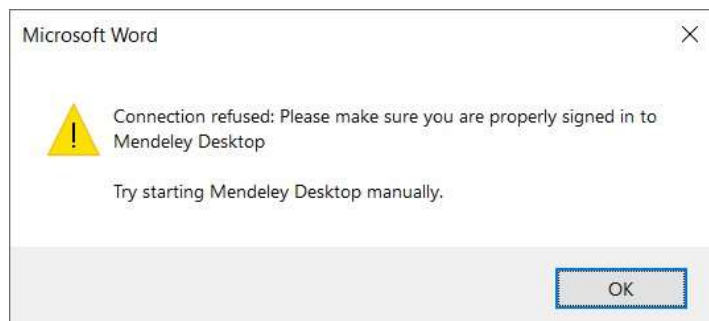 Microsoft Word
Connection refused: Please make sure you are properly signed in to
Mendeley Desktop
Try starting Mendeley Desktop manually.
OK